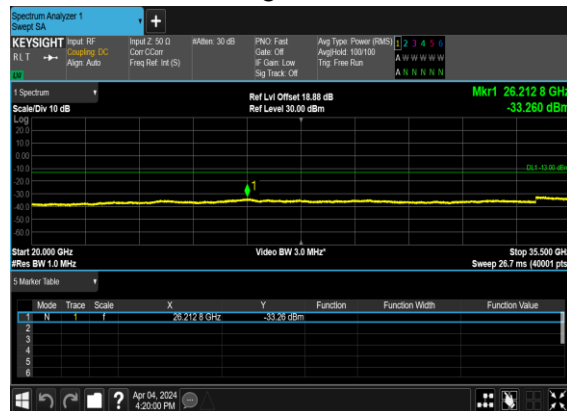 Spectrum Analyzer 1
Swept SA
+
KEYSIGHT Input: RF Input Z: 50 Ω #Atten: 30 dB PNO: Fast Avg Type: Power (RMS) 1 2 3 4 5 6
RLT Coupling: DC Corr CCorr Gate: Off Avg|Hold: 100/100 A W W W W W
Align: Auto Freq Ref: Int (S) IF Gain: Low Trig: Free Run
Sig Track: Off A N N N N N
1 Spectrum
Ref Lvl Offset 18.88 dB Mkr1 26.212 8 GHz
Scale/Div 10 dB Ref Level 30.00 dBm -33.260 dBm
Log
20.0
10.0
0.00
-10.0
DL1 -13.00 dBm
-20.0
1
-30.0
-40.0
-50.0
-60.0
Start 20.000 GHz Video BW 3.0 MHz* Stop 35.500 GHz
#Res BW 1.0 MHz Sweep 26.7 ms (40001 pts)
5 Marker Table
Mode Trace Scale X Y Function Function Width Function Value
1 N 1 f 26.212 8 GHz -33.26 dBm
2
3
4
5
6
? Apr 04, 2024
4:20:00 PM